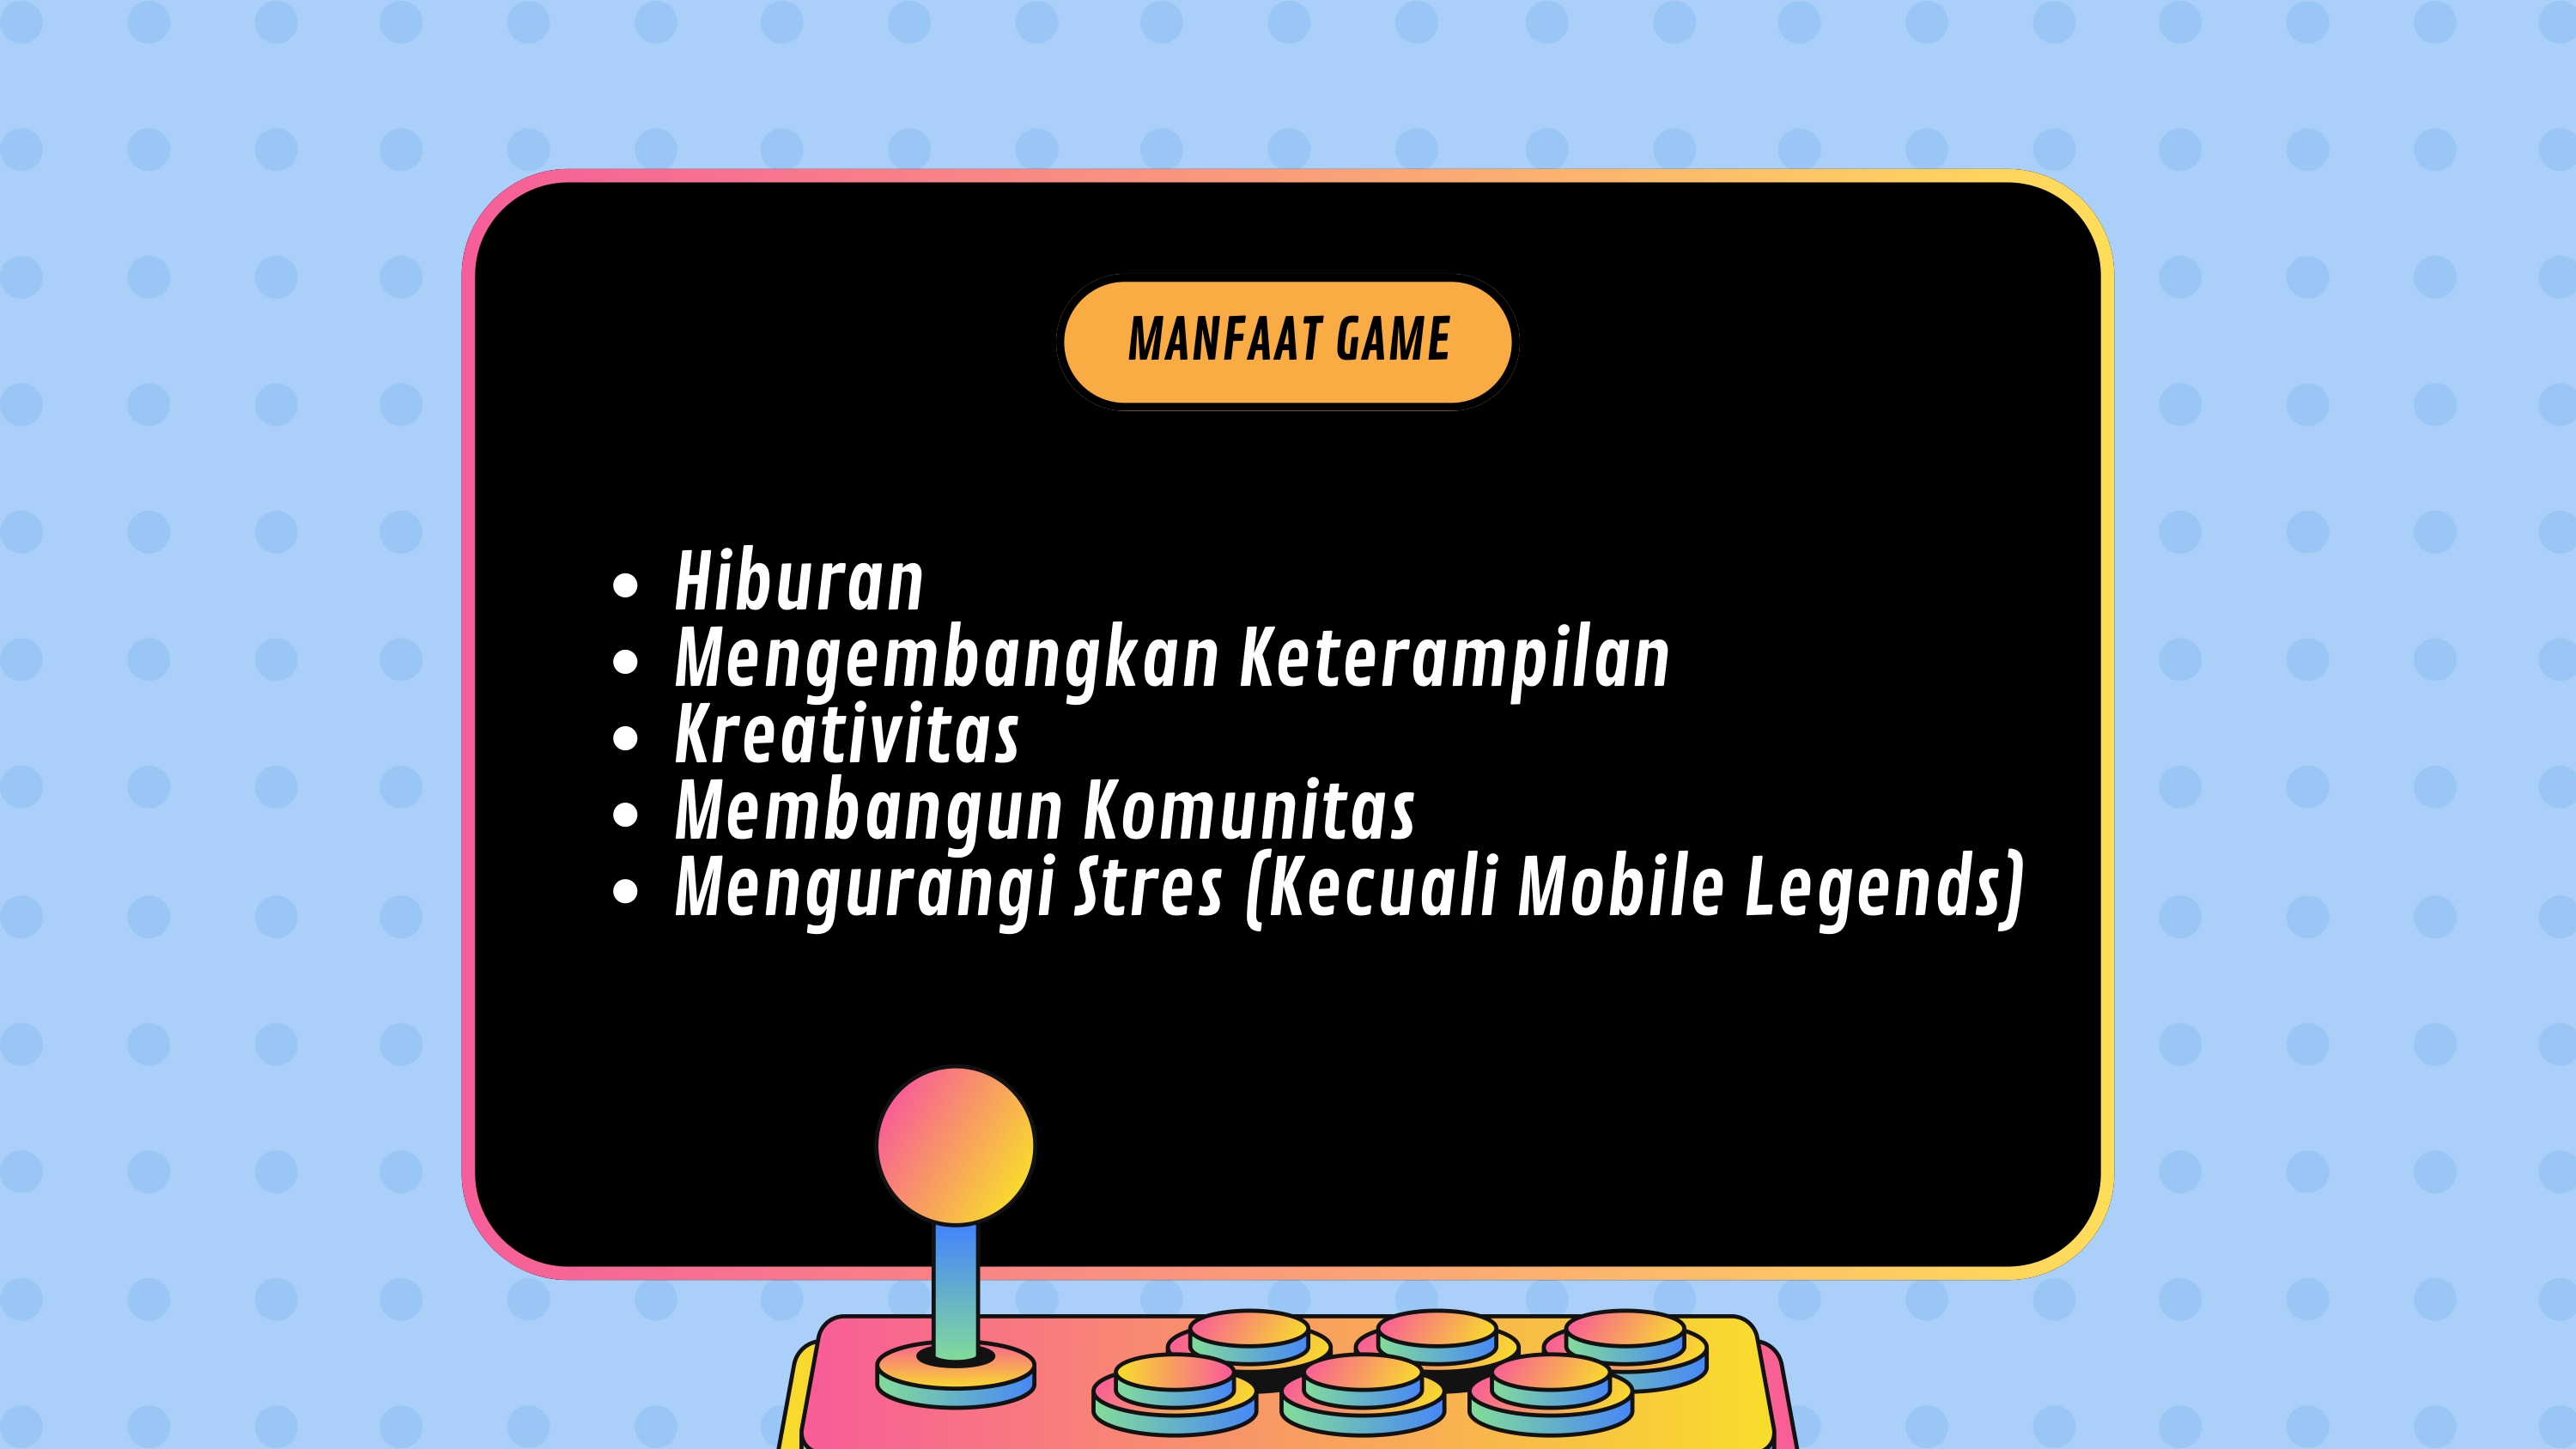 MANFAAT GAME
Hiburan
Mengembangkan Keterampilan
Kreativitas
Membangun Komunitas
Mengurangi Stres (Kecuali Mobile Legends)